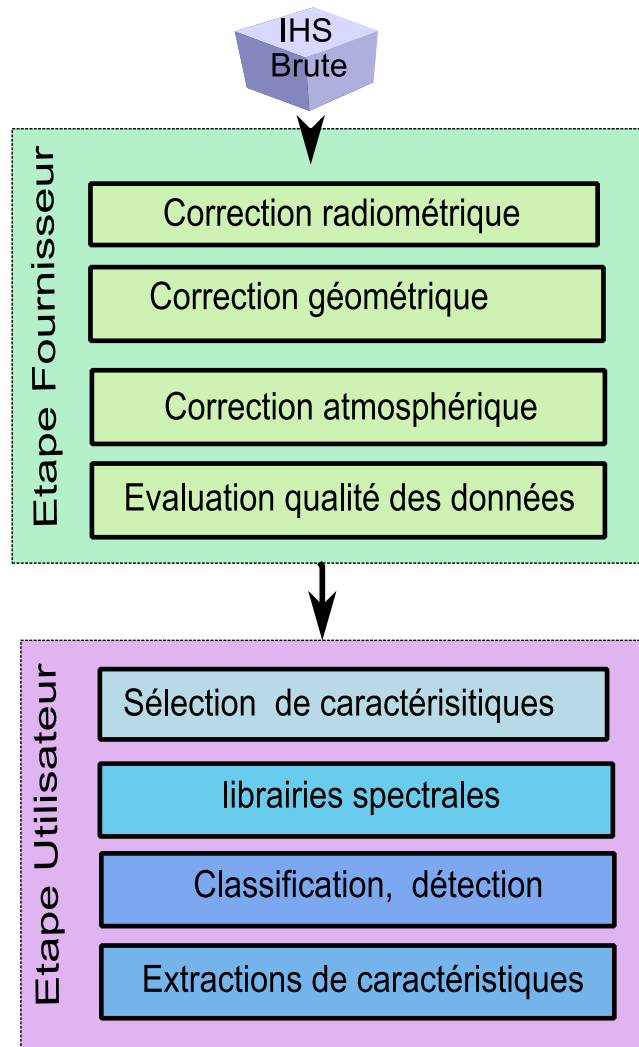 IHS
Brute
Etape Fournisseur
Correction radiométrique
Correction géométrique
Correction atmosphérique
Evaluation qualité des données
Etape Utilisateur
Sélection de caractérisitiques
librairies spectrales
Classification, détection
Extractions de caractéristiques